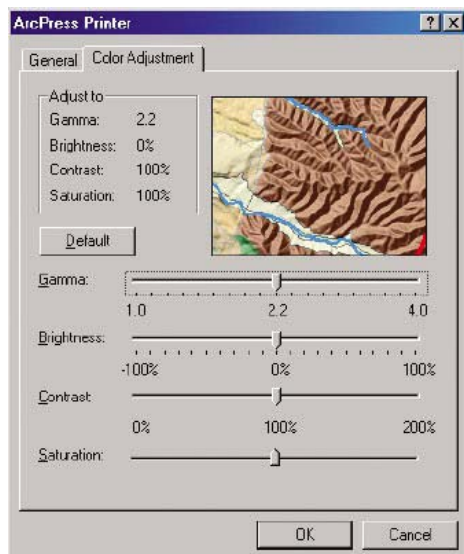 ArcPress Printer
General
Color Adjustment
Adjust to
Gamma: 2.2
Brightness: 0%
Contrast: 100%
Saturation: 100%
Default
Gamma:
1.0 2.2 4.0
Brightness:
-100% 0% 100%
Contrast
0% 100% 200%
Saturation:
OK
Cancel